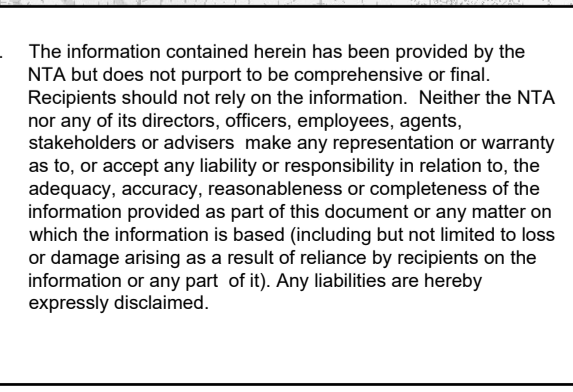 . The information contained herein has been provided by the
NTA but does not purport to be comprehensive or final.
Recipients should not rely on the information.  Neither the NTA
nor any of its directors, officers, employees, agents,
stakeholders or advisers  make any representation or warranty
as to, or accept any liability or responsibility in relation to, the
adequacy, accuracy, reasonableness or completeness of the
information provided as part of this document or any matter on
which the information is based (including but not limited to loss
or damage arising as a result of reliance by recipients on the
information or any part  of it). Any liabilities are hereby
expressly disclaimed.